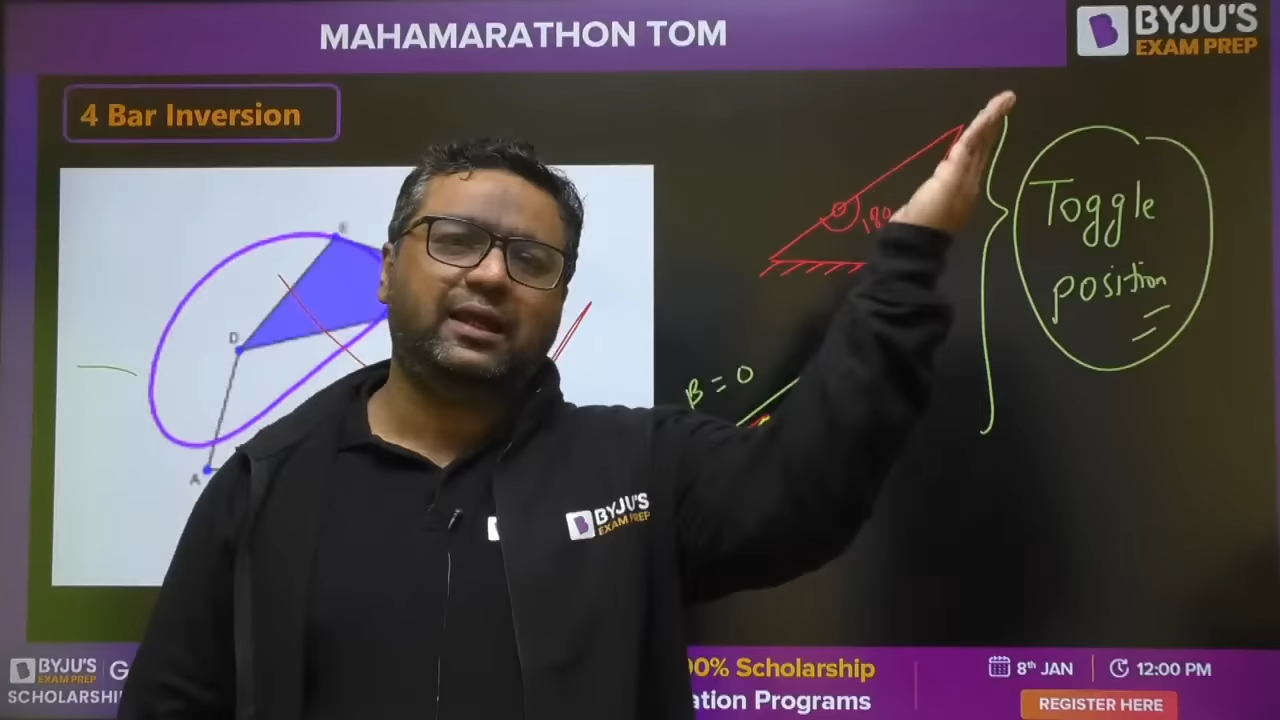 MAHAMARATHON TOM
BYJU'S
EXAM PREP
4 Bar Inversion
Toggle
position
180
B = 0
D
A
BYJU'S
EXAM PREP
BYJU'S
EXAM PREP
G
00% Scholarship
8th JAN
12:00 PM
SCHOLARSHI
ation Programs
REGISTER HERE